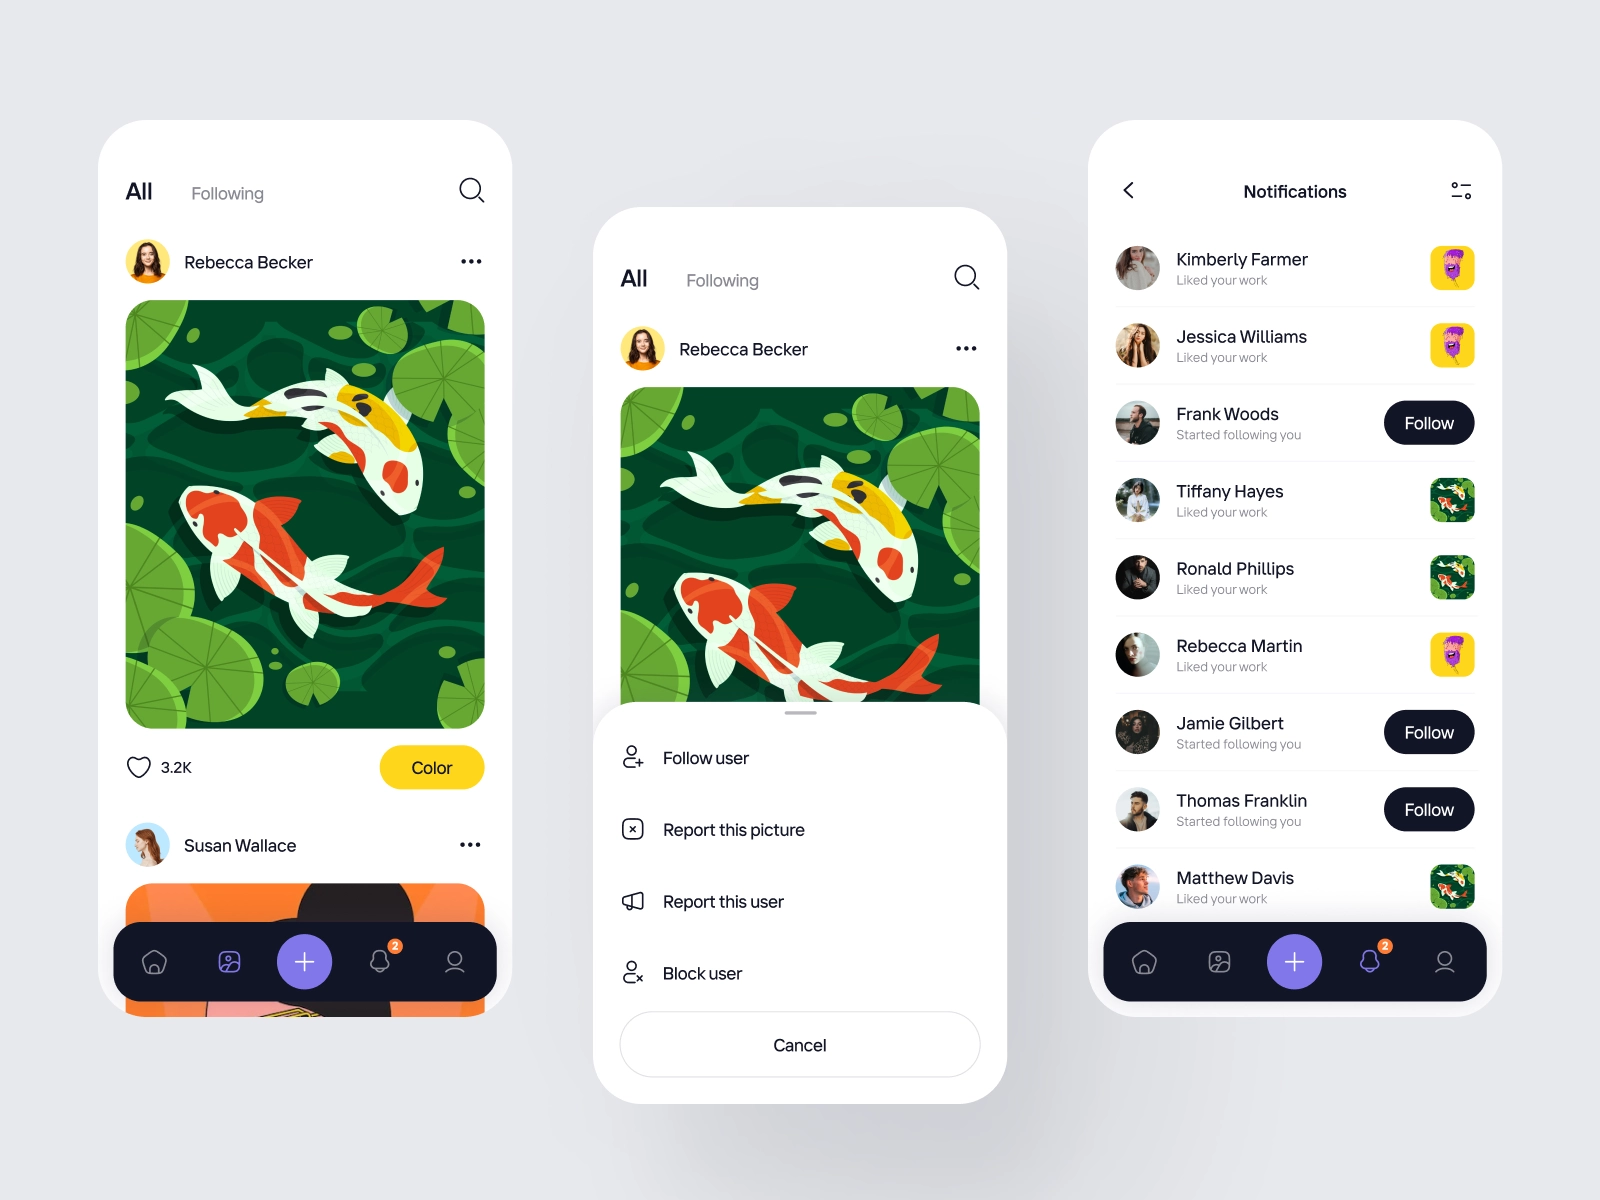 All
Following
Rebecca Becker
3.2K
Color
Susan Wallace
2
All
Following
Rebecca Becker
Follow user
Report this picture
Report this user
Block user
Cancel
Notifications
Kimberly Farmer
Liked your work
Jessica Williams
Liked your work
Frank Woods
Started following you
Follow
Tiffany Hayes
Liked your work
Ronald Phillips
Liked your work
Rebecca Martin
Liked your work
Jamie Gilbert
Started following you
Follow
Thomas Franklin
Started following you
Follow
Matthew Davis
Liked your work
2